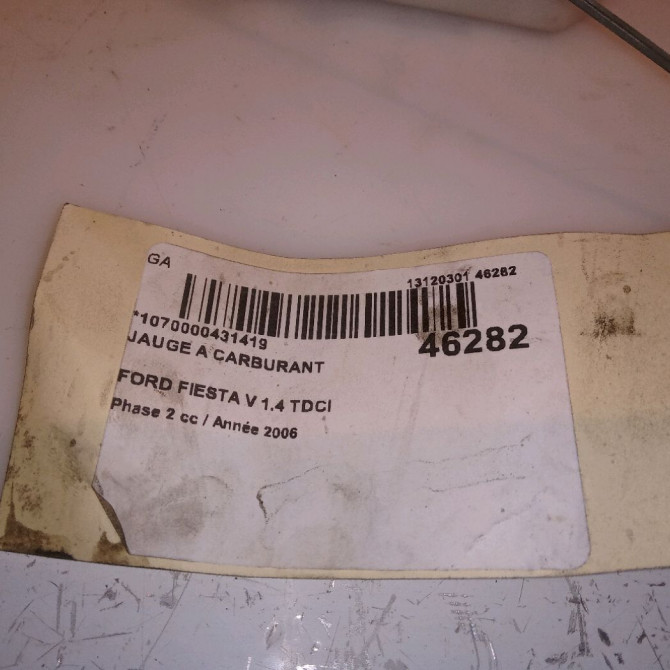 GA
13120301 46282
*1070000431419
46282
JAUGE A CARBURANT
FORD FIESTA V 1.4 TDCI
Phase 2 cc / Année 2006